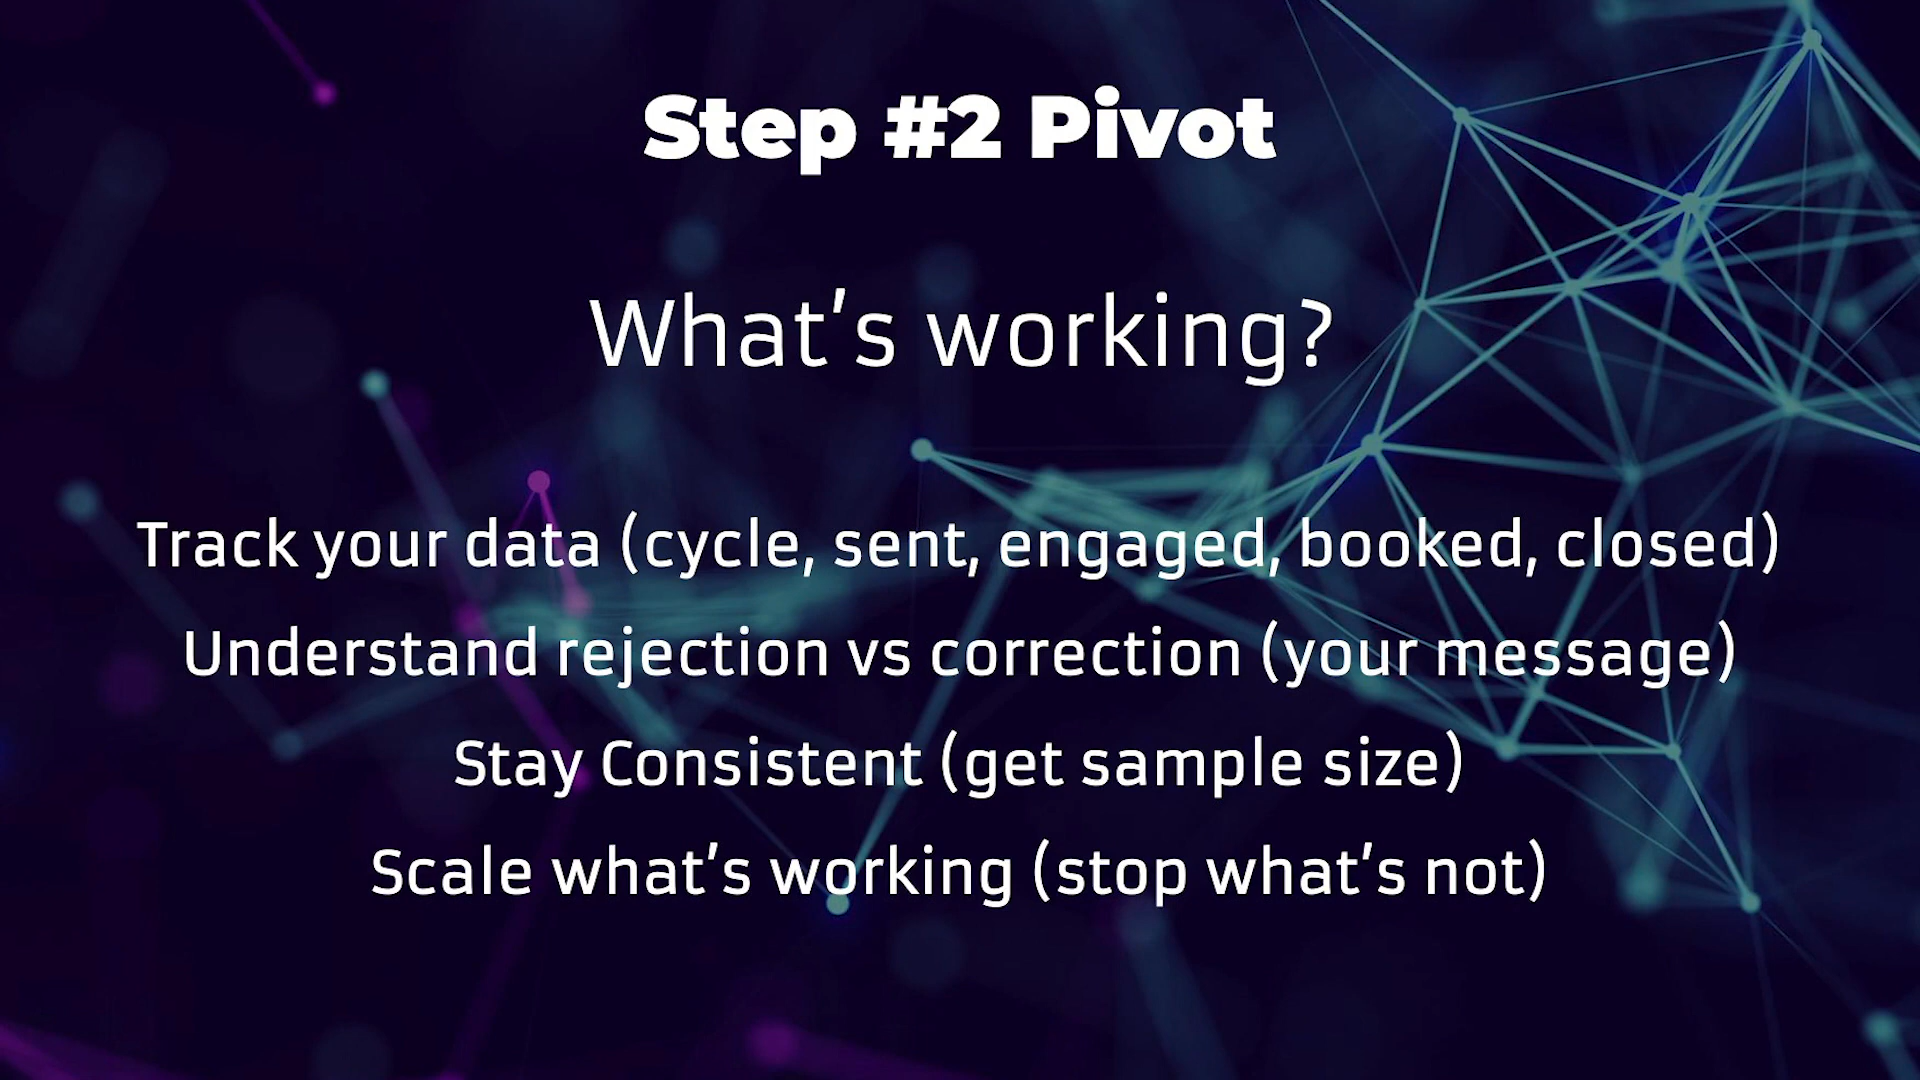 Step #2 Pivot
What's working?
Track your data (cycle, sent, engaged, booked, closed)
Understand rejection vs correction (your message)
Stay Consistent (get sample size)
Scale what's working (stop what's not)